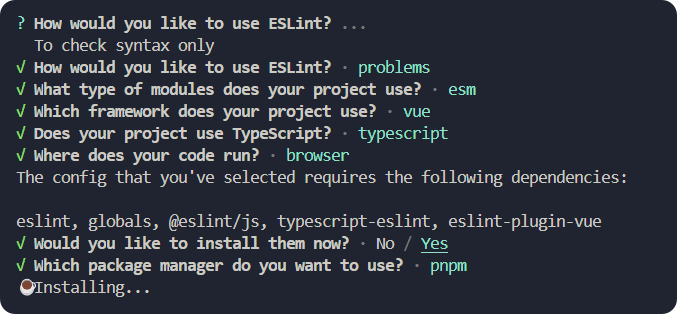 ? How would you like to use ESLint? ...
To check syntax only
√ How would you like to use ESLint? · problems
√ What type of modules does your project use? · esm
√ Which framework does your project use? · vue
√ Does your project use TypeScript? · typescript
√ Where does your code run? · browser
The config that you've selected requires the following dependencies:
eslint, globals, @eslint/js, typescript-eslint, eslint-plugin-vue
√ Would you like to install them now? · No / Yes
√ Which package manager do you want to use? · pnpm
☕Installing...